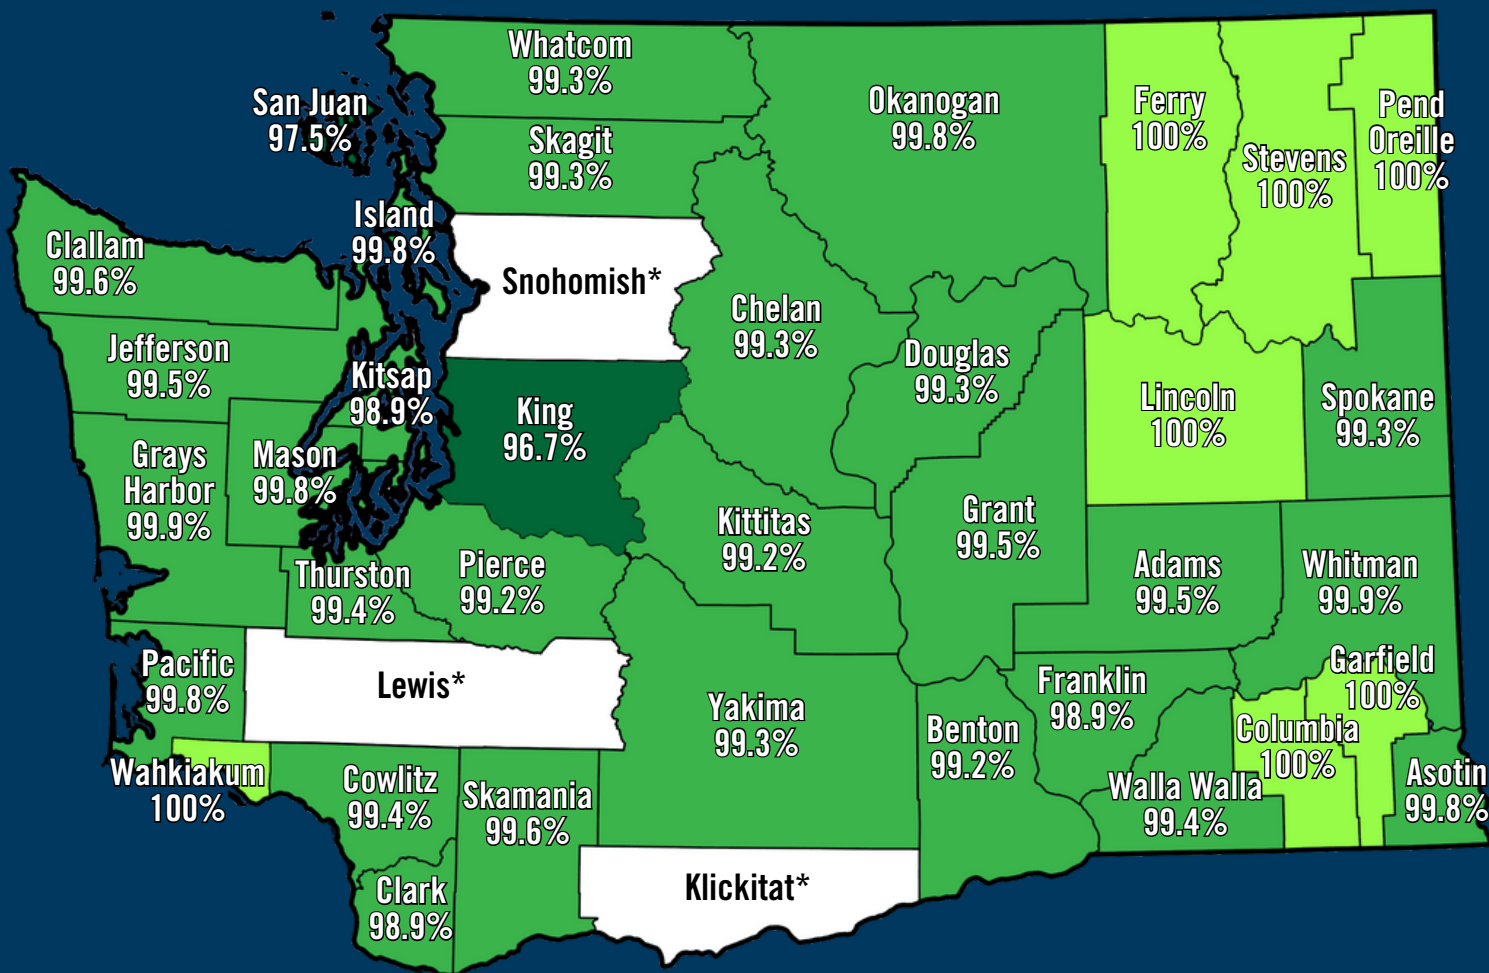 Whatcom
99.3%
San Juan
97.5%
Skagit
99.3%
Okanogan
99.8%
Ferry
100%
Stevens
100%
Pend
Oreille
100%
Island
99.8%
Clallam
99.6%
Snohomish*
Chelan
99.3%
Jefferson
99.5%
Kitsap
98.9%
King
96.7%
Douglas
99.3%
Lincoln
100%
Spokane
99.3%
Grays
Harbor
99.9%
Mason
99.8%
Kittitas
99.2%
Grant
99.5%
Thurston
99.4%
Pierce
99.2%
Adams
99.5%
Whitman
99.9%
Pacific
99.8%
Lewis*
Yakima
99.3%
Benton
99.2%
Franklin
98.9%
Garfield
100%
Columbia
100%
Walla Walla
99.4%
Asotin
99.8%
Wahkiakum
100%
Cowlitz
99.4%
Skamania
99.6%
Clark
98.9%
Klickitat*